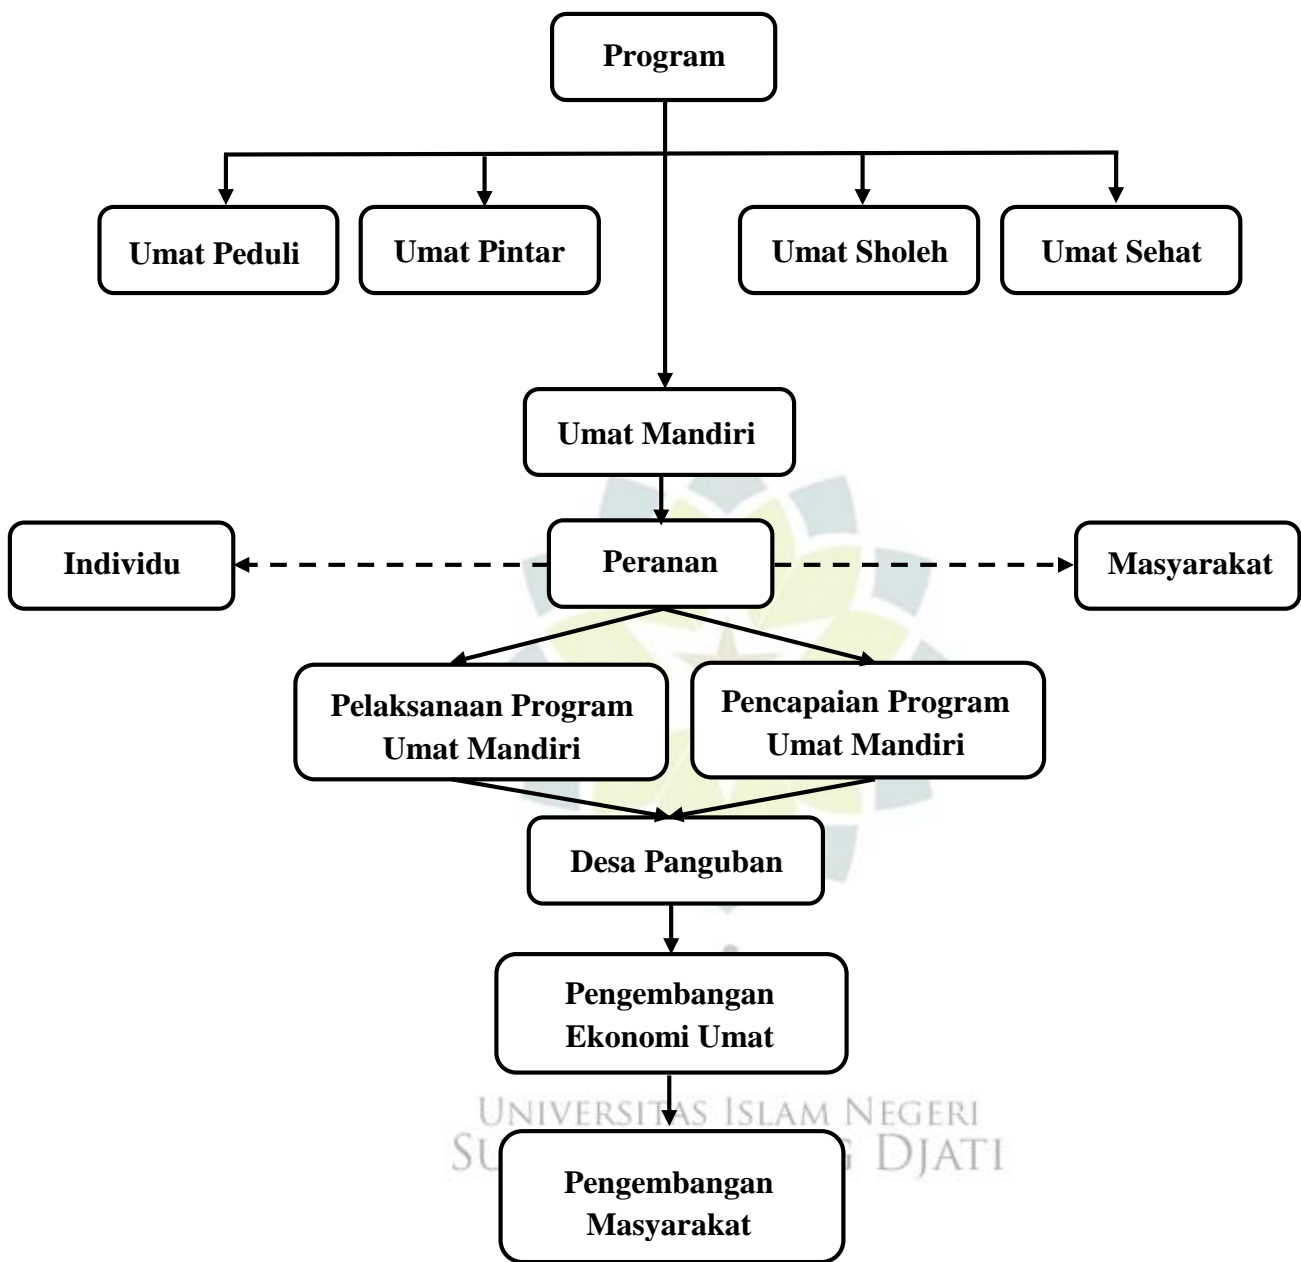 Program
Umat Peduli
Umat Pintar
Umat Sholeh
Umat Sehat
Umat Mandiri
Individu
Peranan
Masyarakat
Pelaksanaan Program
Umat Mandiri
Pencapaian Program
Umat Mandiri
Desa Panguban
Pengembangan
Ekonomi Umat
UNIVERSITAS ISLAM NEGERI
DJATI
Pengembangan
Masyarakat